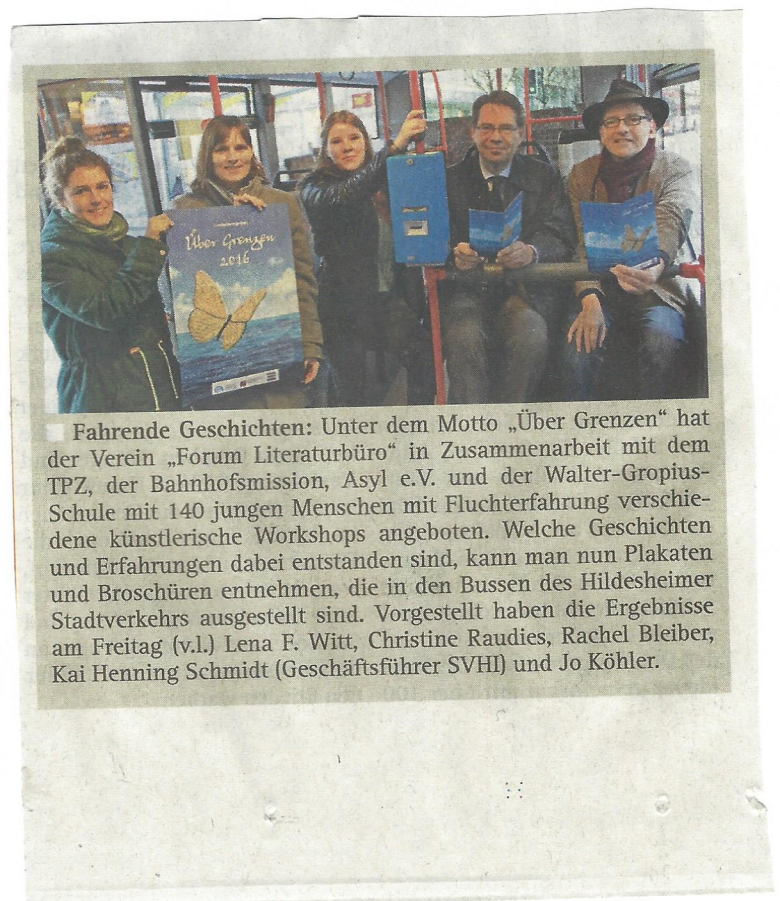 Über Grenzen
2016
Fahrende Geschichten: Unter dem Motto „Über Grenzen“ hat
der Verein „Forum Literaturbüro“ in Zusammenarbeit mit dem
TPZ, der Bahnhofsmission, Asyl e.V. und der Walter-Gropius-
Schule mit 140 jungen Menschen mit Fluchterfahrung verschie-
dene künstlerische Workshops angeboten. Welche Geschichten
und Erfahrungen dabei entstanden sind, kann man nun Plakaten
und Broschüren entnehmen, die in den Bussen des Hildesheimer
Stadtverkehrs ausgestellt sind. Vorgestellt haben die Ergebnisse
am Freitag (v.l.) Lena F. Witt, Christine Raudies, Rachel Bleiber,
Kai Henning Schmidt (Geschäftsführer SVHI) und Jo Köhler.